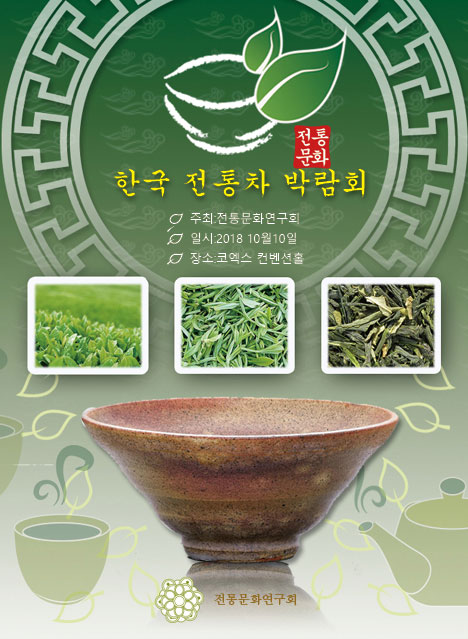 전통
문화
한국 전통차 박람회
주최:전통문화연구회
일시:2018 10월10일
장소:코엑스 컨벤션홀
전통문화연구회